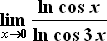 lim x→0 ln cos x / ln cos 3x